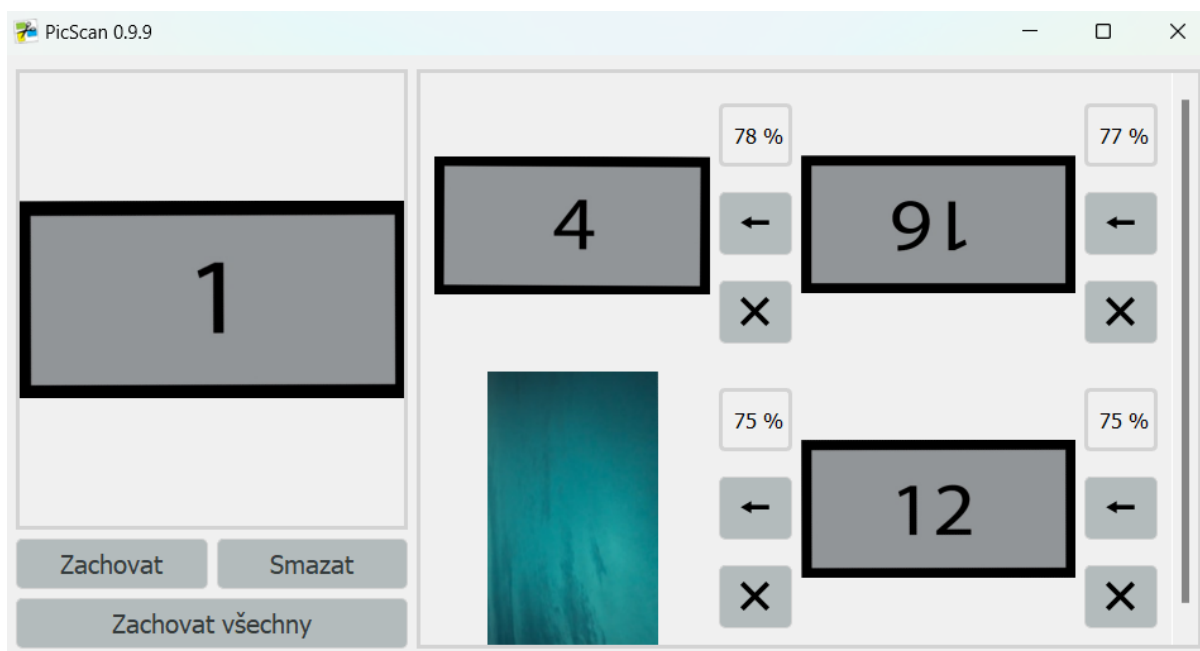 PicScan 0.9.9
1
Zachovat
Smazat
Zachovat všechny
4
78 %
16
77 %
75 %
12
75 %